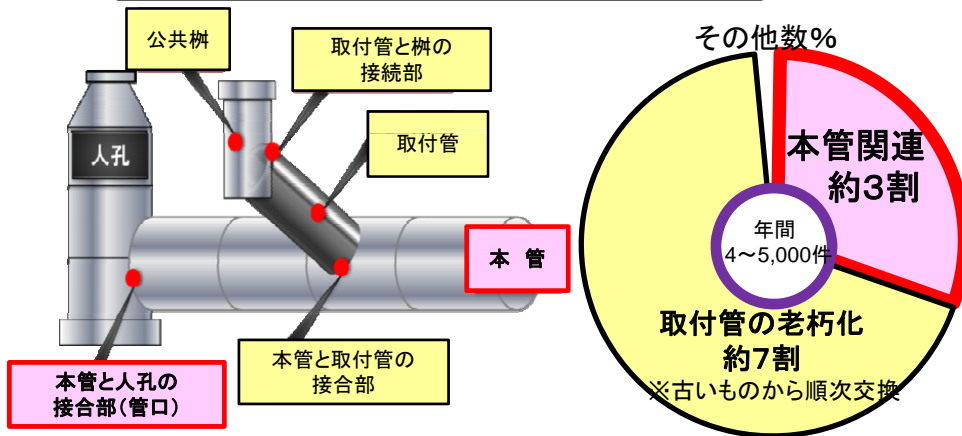 公共桝
取付管と桝の
接続部
取付管
人孔
本 管
本管と人孔の
接合部(管口)
本管と取付管の
接合部
その他数%
本管関連
約3割
年間
4～5,000件
取付管の老朽化
約7割
※古いものから順次交換